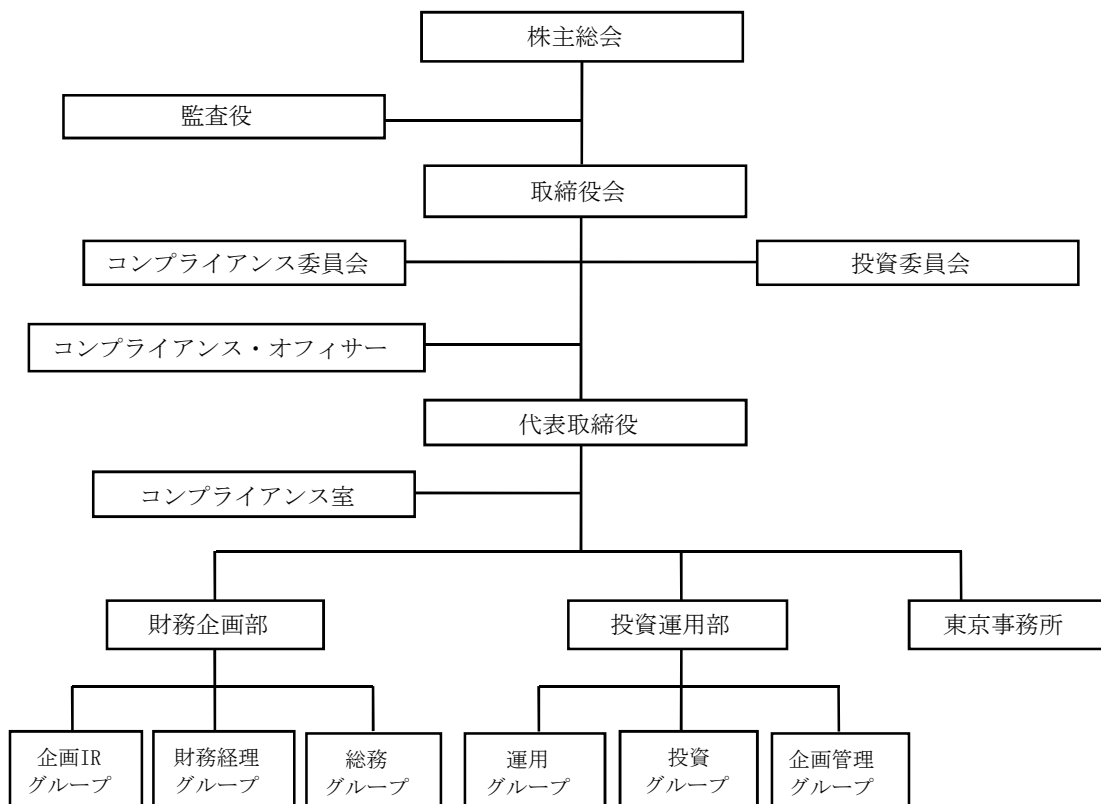 株主総会
監査役
取締役会
コンプライアンス委員会
投資委員会
コンプライアンス・オフィサー
代表取締役
コンプライアンス室
財務企画部
投資運用部
東京事務所
企画IR
グループ
財務経理
グループ
総務
グループ
運用
グループ
投資
グループ
企画管理
グループ